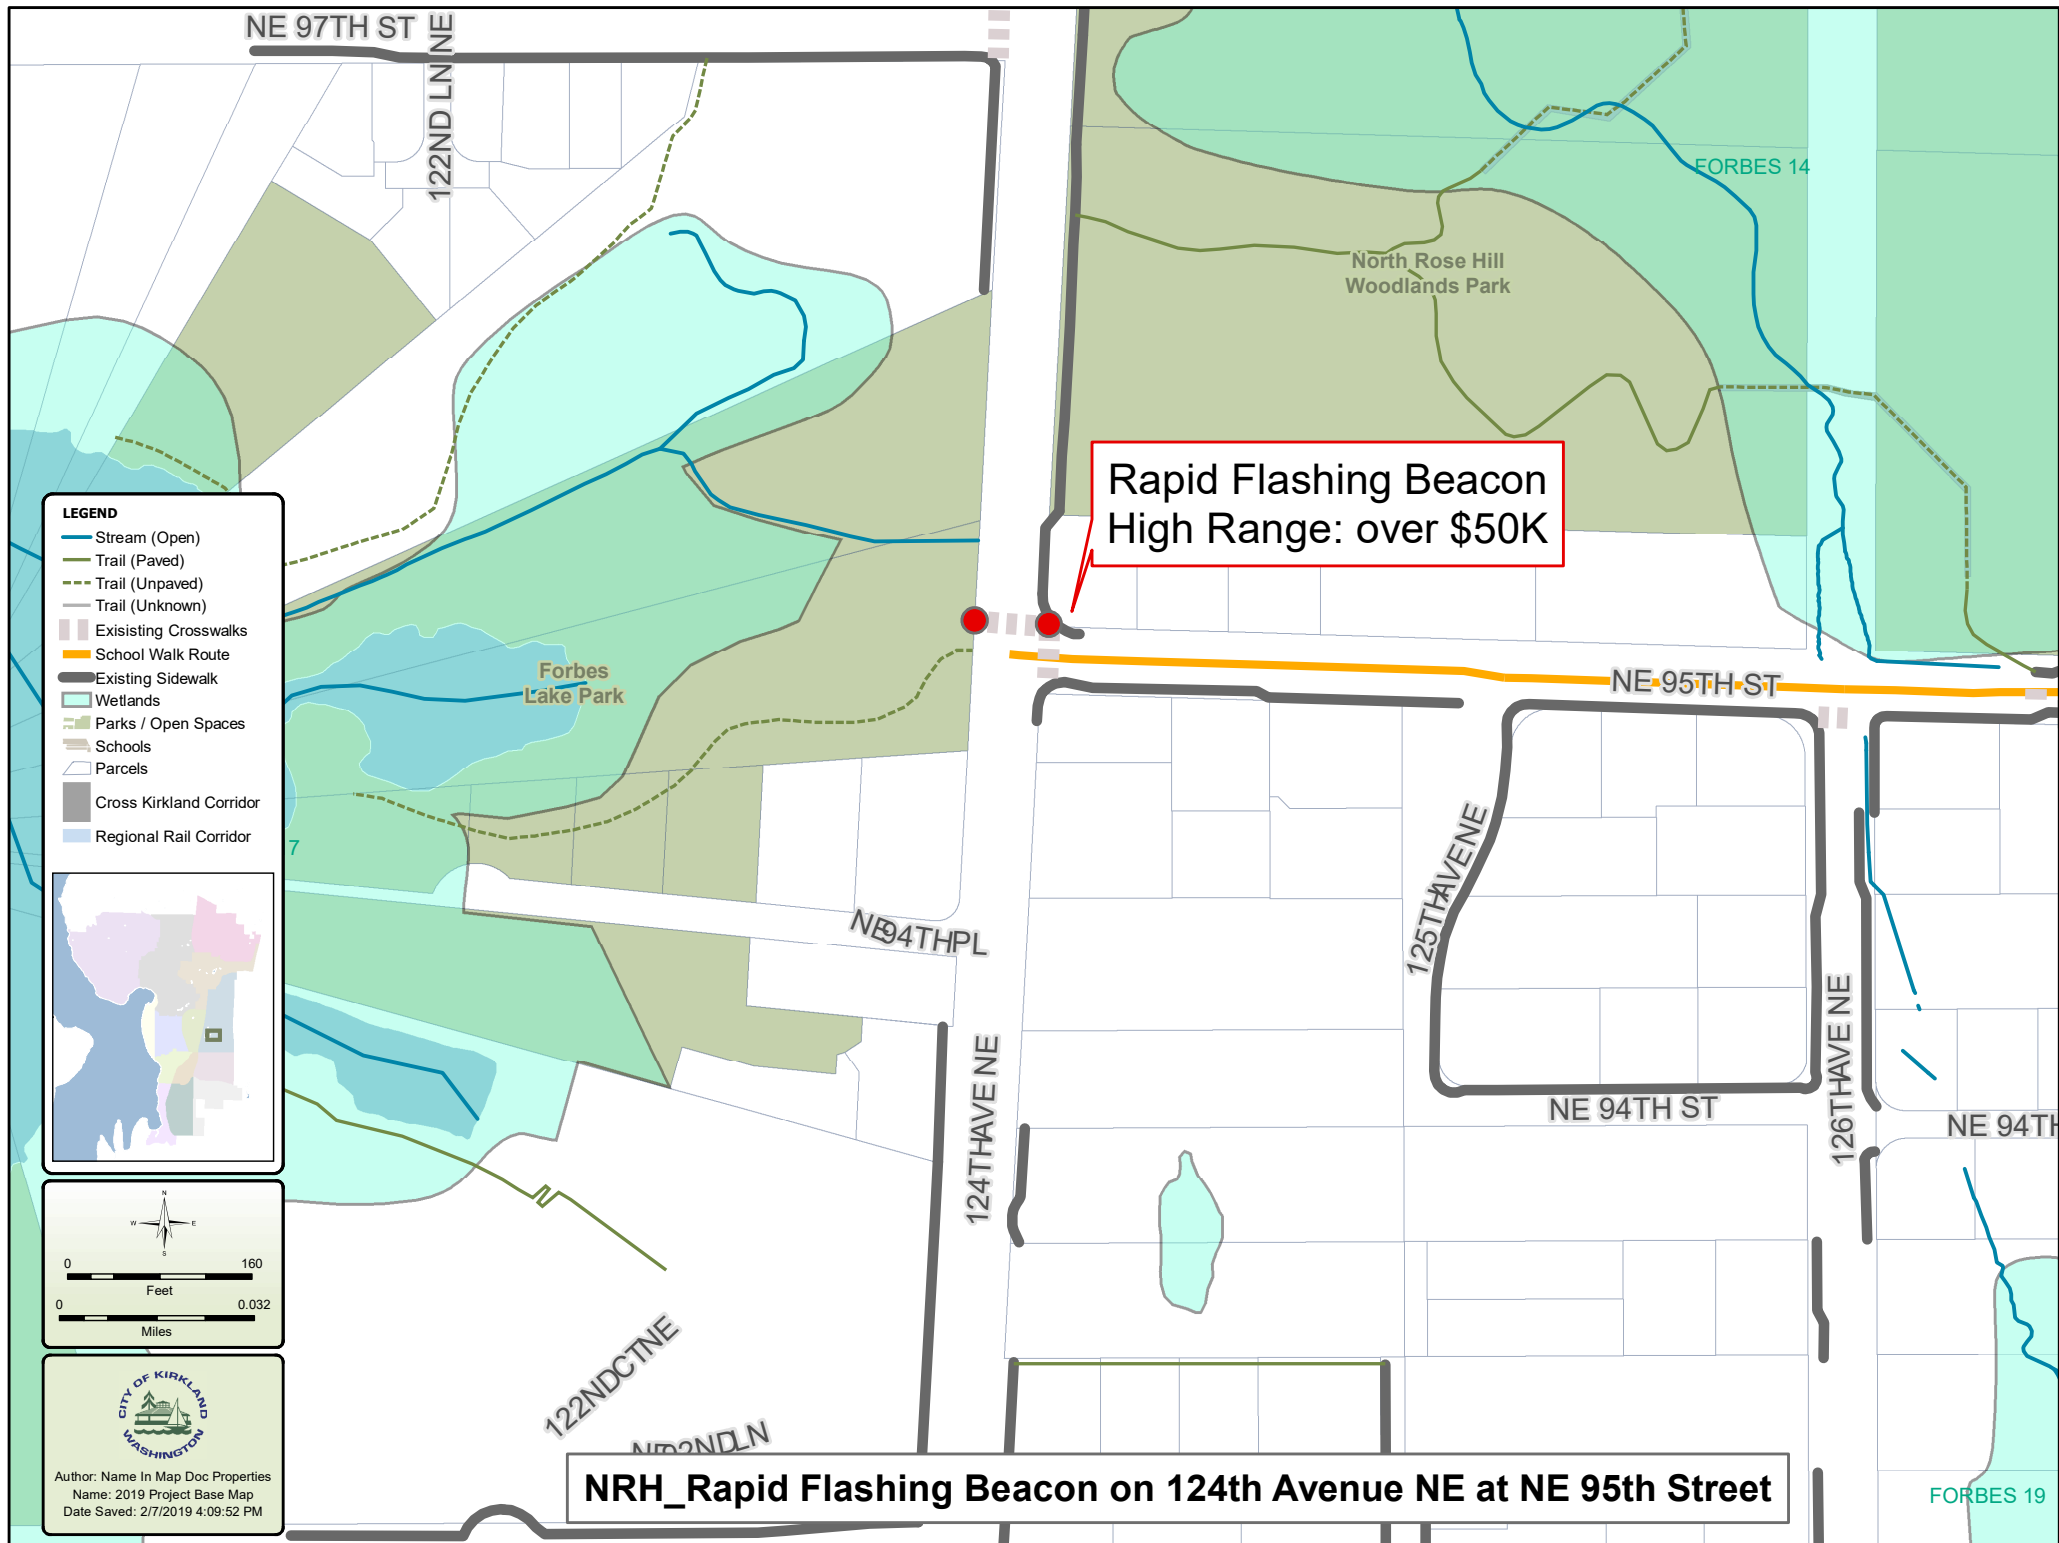 NE 97TH ST
122ND LN NE
FORBES 14
North Rose Hill
Woodlands Park
Rapid Flashing Beacon
High Range: over $50K
LEGEND
Stream (Open)
Trail (Paved)
Trail (Unpaved)
Trail (Unknown)
Exisisting Crosswalks
School Walk Route
Existing Sidewalk
Wetlands
Parks / Open Spaces
Schools
Parcels
Cross Kirkland Corridor
Regional Rail Corridor
7
Forbes
Lake Park
NE 95TH ST
125TH AVE NE
NE 94TH PL
126TH AVE NE
124TH AVE NE
NE 94TH ST
NE 94TH
N
W E
S
0 160
Feet
0 0.032
Miles
122ND CT NE
NE 92ND LN
CITY OF KIRKLAND
WASHINGTON
Author: Name In Map Doc Properties
Name: 2019 Project Base Map
Date Saved: 2/7/2019 4:09:52 PM
NRH_Rapid Flashing Beacon on 124th Avenue NE at NE 95th Street
FORBES 19